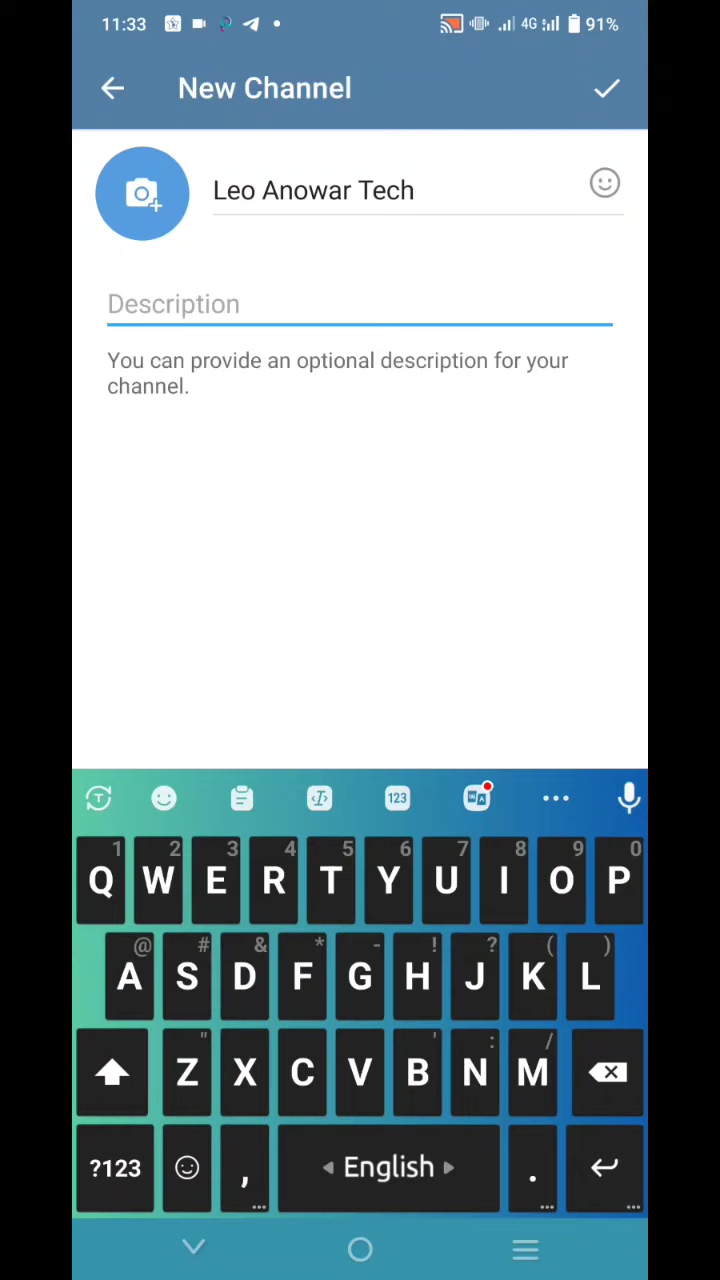 11:33 4G 91%
New Channel
Leo Anowar Tech
Description
You can provide an optional description for your
channel.
T 123 A
1 2 3 4 5 6 7 8 9 0
Q W E R T Y U I O P
@ # & * - ! ? ( )
A S D F G H J K L
" ' : /
Z X C V B N M
?123 , English .